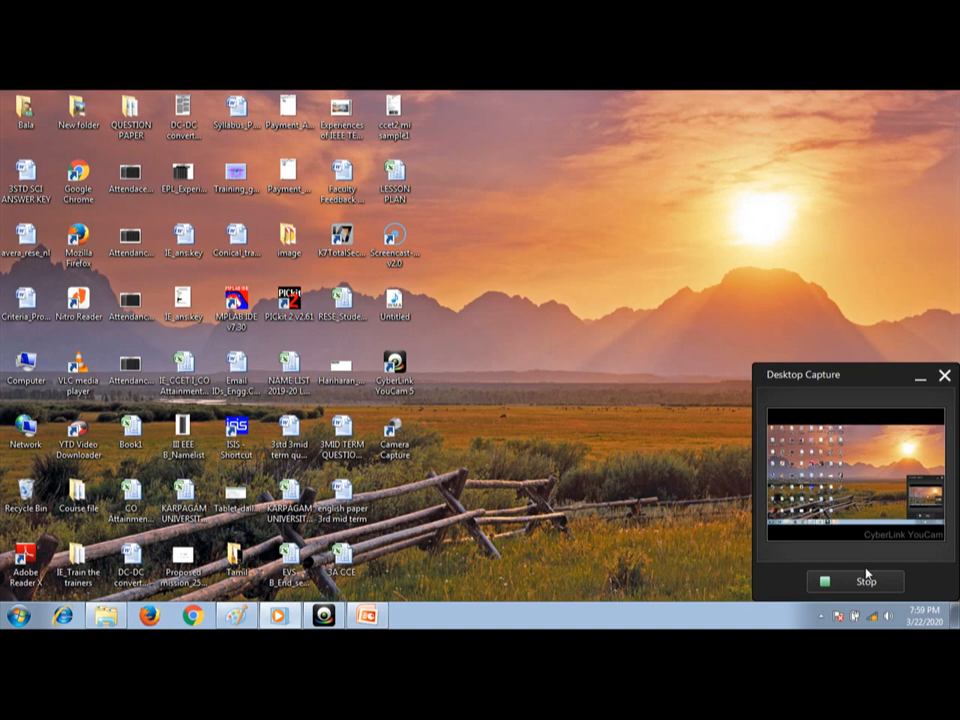 Bala
New folder
QUESTION
PAPER
DC-DC
convert...
Syllabus_P...
Payment_A...
Experiences
of IEEE TE...
ccet2 mi
sample1
3STD SCI
ANSWER KEY
Google
Chrome
Attendace...
EPL_Experi...
Training_g...
Payment_...
Faculty
Feedback...
LESSON
PLAN
avera_rese_nl
Mozilla
Firefox
Attendanc...
IE_ans.key
Conical_tra...
image
K7TotalSec...
Screencast-...
v2.0
Criteria_Pro...
Nitro Reader
Attendanc...
IE_ans.key
MPLAB IDE
v7.30
PICkit 2 v2.61
RESE_Stude...
Untitled
Computer
VLC media
player
Attendanc...
IE_CCET I_CO
Attainment...
Email
IDs_Engg.C...
NAME LIST
2019-20 L...
Hariharan_...
CyberLink
YouCam 5
Network
YTD Video
Downloader
Book1
III EEE
B_Namelist
ISIS -
Shortcut
3std 3mid
term qu...
3MID TERM
QUESTIO...
Camera
Capture
Recycle Bin
Course file
CO
Attainmen...
KARPAGAM
UNIVERSIT...
Tablet-dai...
KARPAGAM
UNIVERSIT...
english paper
3rd mid term
Adobe
Reader X
IE_Train the
trainers
DC-DC
convert...
Proposed
mission_25...
Tamil
EVS-
B_End_se...
3A CCE
Desktop Capture
CyberLink YouCam
Stop
7:59 PM
3/22/2020